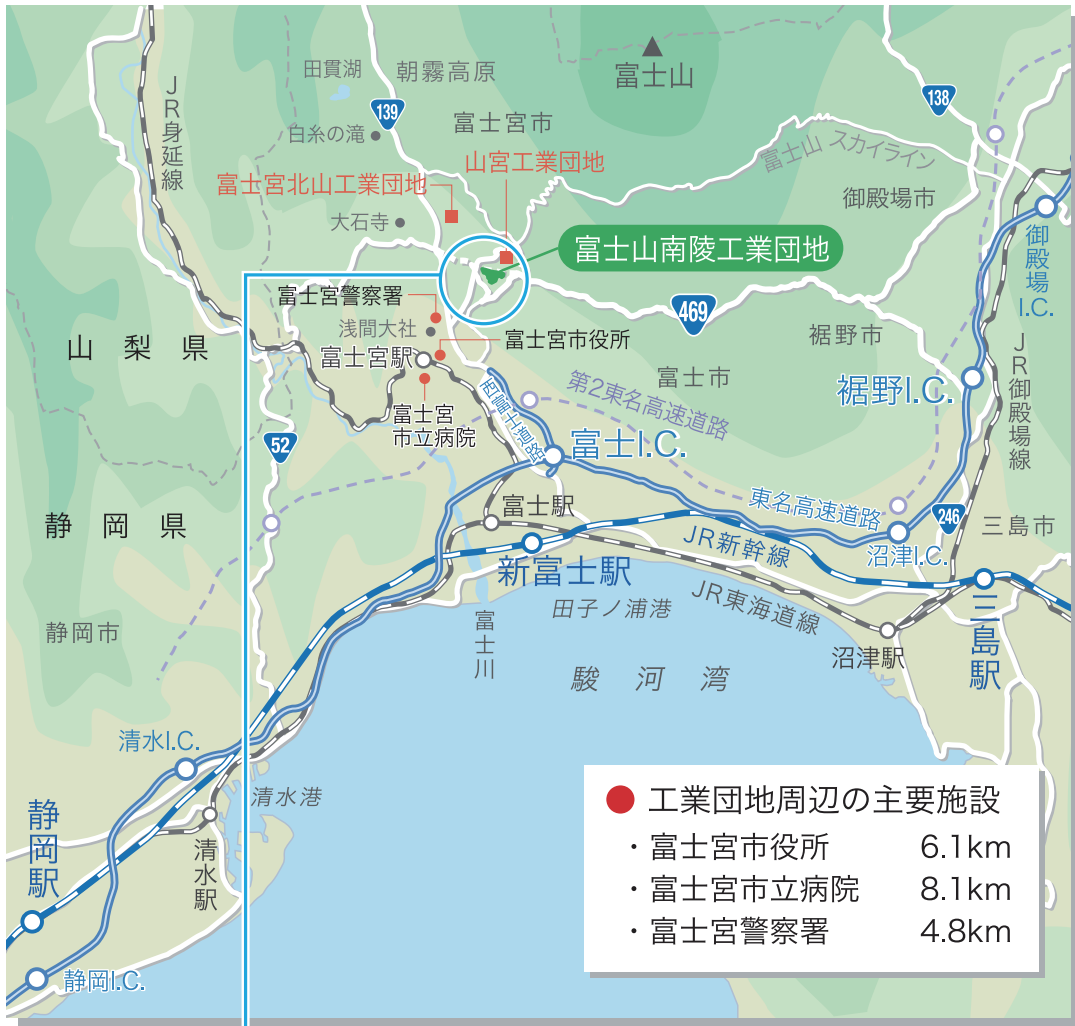 富士山
田貫湖
朝霧高原
JR身延線
139
138
富士宮市
白糸の滝
山宮工業団地
富士山 スカイライン
富士宮北山工業団地
御殿場市
大石寺
富士山南陵工業団地
御殿場
I.C.
富士宮警察署
469
浅間大社
富士宮市役所
裾野市
山梨県
富士宮駅
富士市
JR御殿場線
第2東名高速道路
裾野I.C.
西富士道路
富士宮
市立病院
52
富士I.C.
静岡県
富士駅
東名高速道路
246
三島市
JR新幹線
沼津I.C.
新富士駅
田子ノ浦港
JR東海道線
富士川
静岡市
沼津駅
三島駅
駿河湾
清水I.C.
清水港
静岡駅
清水駅
静岡I.C.
● 工業団地周辺の主要施設
・富士宮市役所 6.1km
・富士宮市立病院 8.1km
・富士宮警察署 4.8km